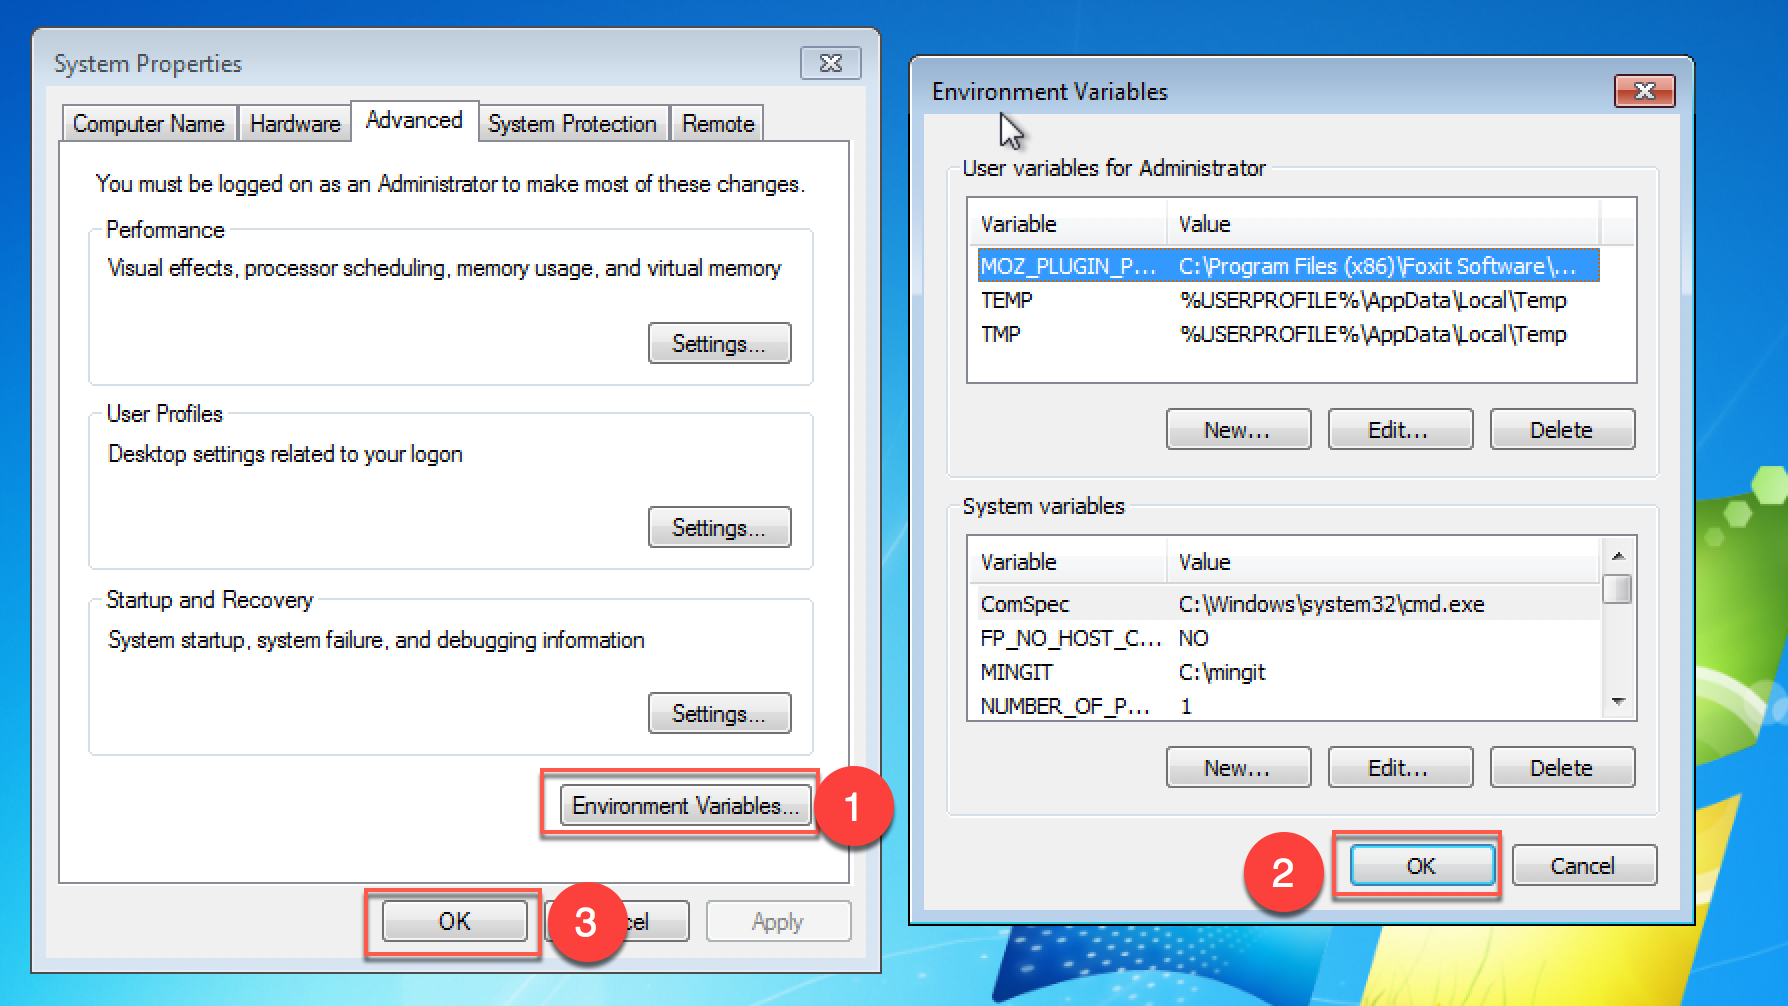 System Properties
Computer Name Hardware Advanced System Protection Remote
You must be logged on as an Administrator to make most of these changes.
Performance
Visual effects, processor scheduling, memory usage, and virtual memory
Settings...
User Profiles
Desktop settings related to your logon
Settings...
Startup and Recovery
System startup, system failure, and debugging information
Settings...
Environment Variables... 1
OK 3 cel Apply
Environment Variables
User variables for Administrator
Variable Value
MOZ_PLUGIN_P... C:\Program Files (x86)\Foxit Software\...
TEMP %USERPROFILE%\AppData\Local\Temp
TMP %USERPROFILE%\AppData\Local\Temp
New... Edit... Delete
System variables
Variable Value
ComSpec C:\Windows\system32\cmd.exe
FP_NO_HOST_C... NO
MINGIT C:\mingit
NUMBER_OF_P... 1
New... Edit... Delete
2 OK Cancel